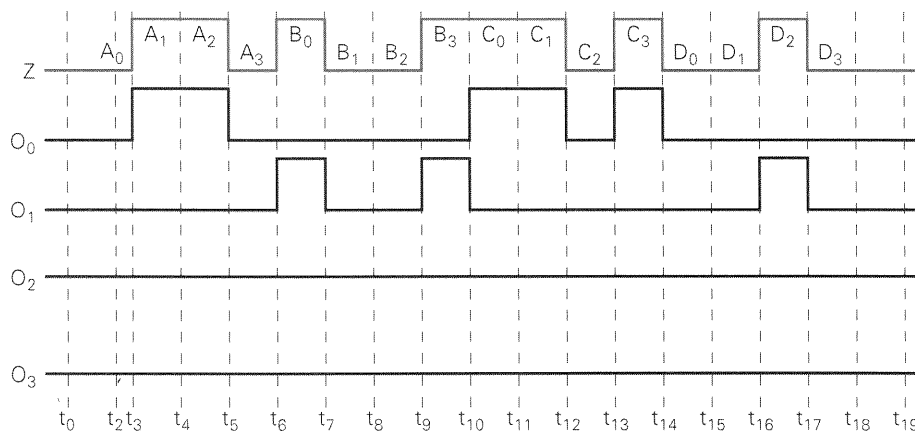 A₀ A₁ A₂ A₃ B₀ B₁ B₂ B₃ C₀ C₁ C₂ C₃ D₀ D₁ D₂ D₃
Z
O₀
O₁
O₂
O₃
t₀ t₂ t₃ t₄ t₅ t₆ t₇ t₈ t₉ t₁₀ t₁₁ t₁₂ t₁₃ t₁₄ t₁₅ t₁₆ t₁₇ t₁₈ t₁₉